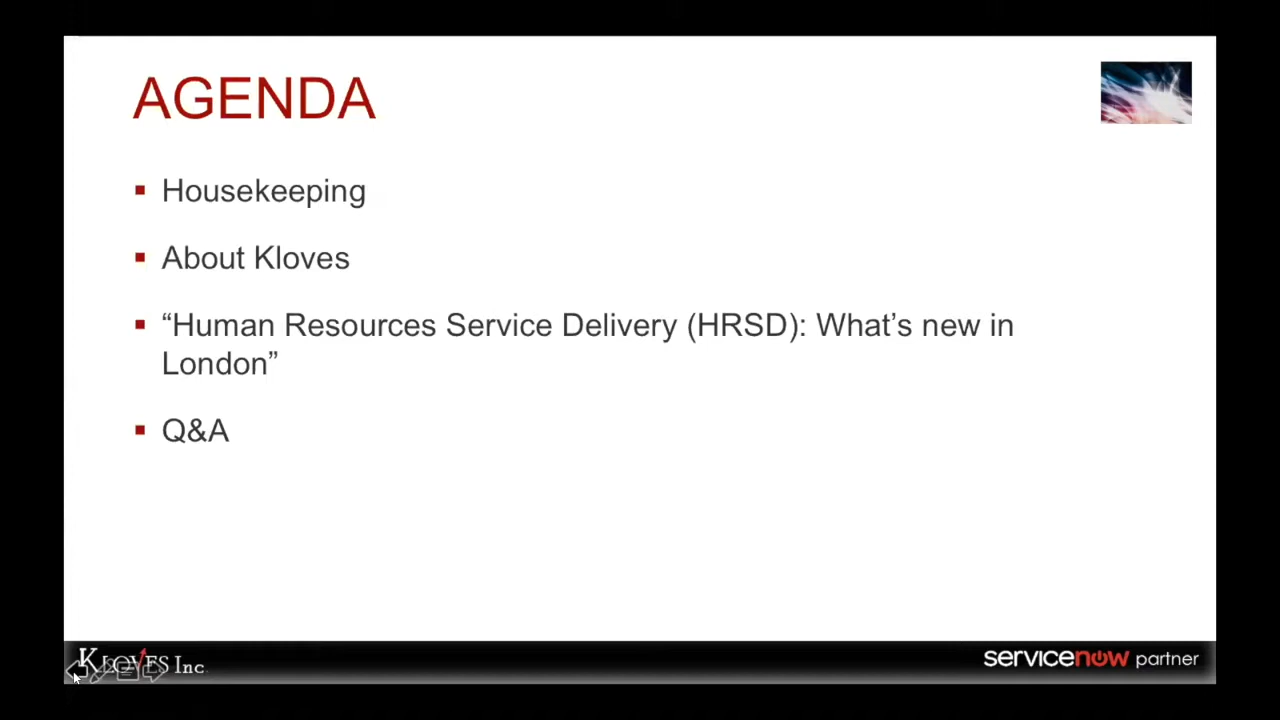 AGENDA
▪ Housekeeping
▪ About Kloves
▪ “Human Resources Service Delivery (HRSD): What’s new in
London”
▪ Q&A
KLOVES Inc
servicenow partner